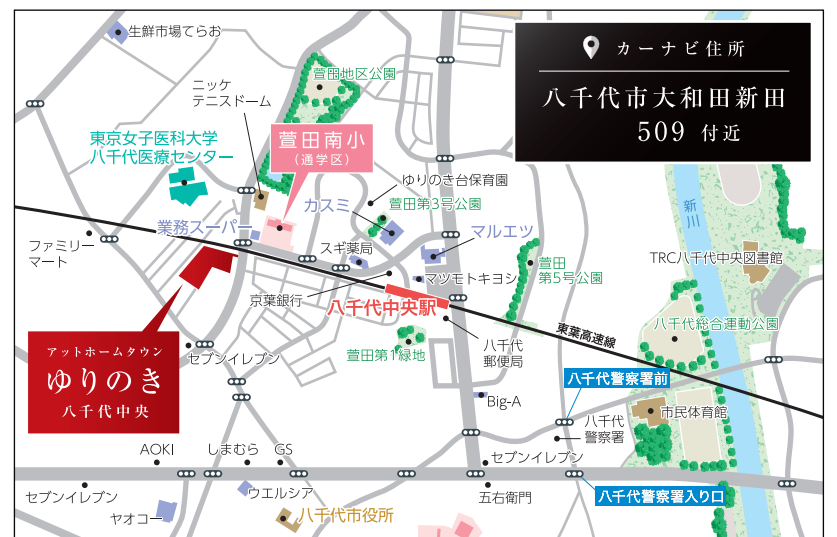 生鮮市場てらお
カーナビ住所
八千代市大和田新田
509 付近
萱田地区公園
ニッケ
テニスドーム
東京女子医科大学
八千代医療センター
萱田南小
(通学区)
ゆりのき台保育園
萱田第3号公園
カスミ
業務スーパー
マルエツ
新川
ファミリー
マート
スギ薬局
TRC八千代中央図書館
マツモトキヨシ
萱田
第5号公園
京葉銀行
八千代中央駅
東葉高速線
八千代総合運動公園
アットホームタウン
ゆりのき
八千代中央
セブンイレブン
萱田第1緑地
八千代
郵便局
八千代警察署前
Big-A
八千代
警察署
市民体育館
AOKI
しまむら
GS
セブンイレブン
セブンイレブン
ヤオコー
ウエルシア
八千代市役所
五右衛門
八千代警察署入り口